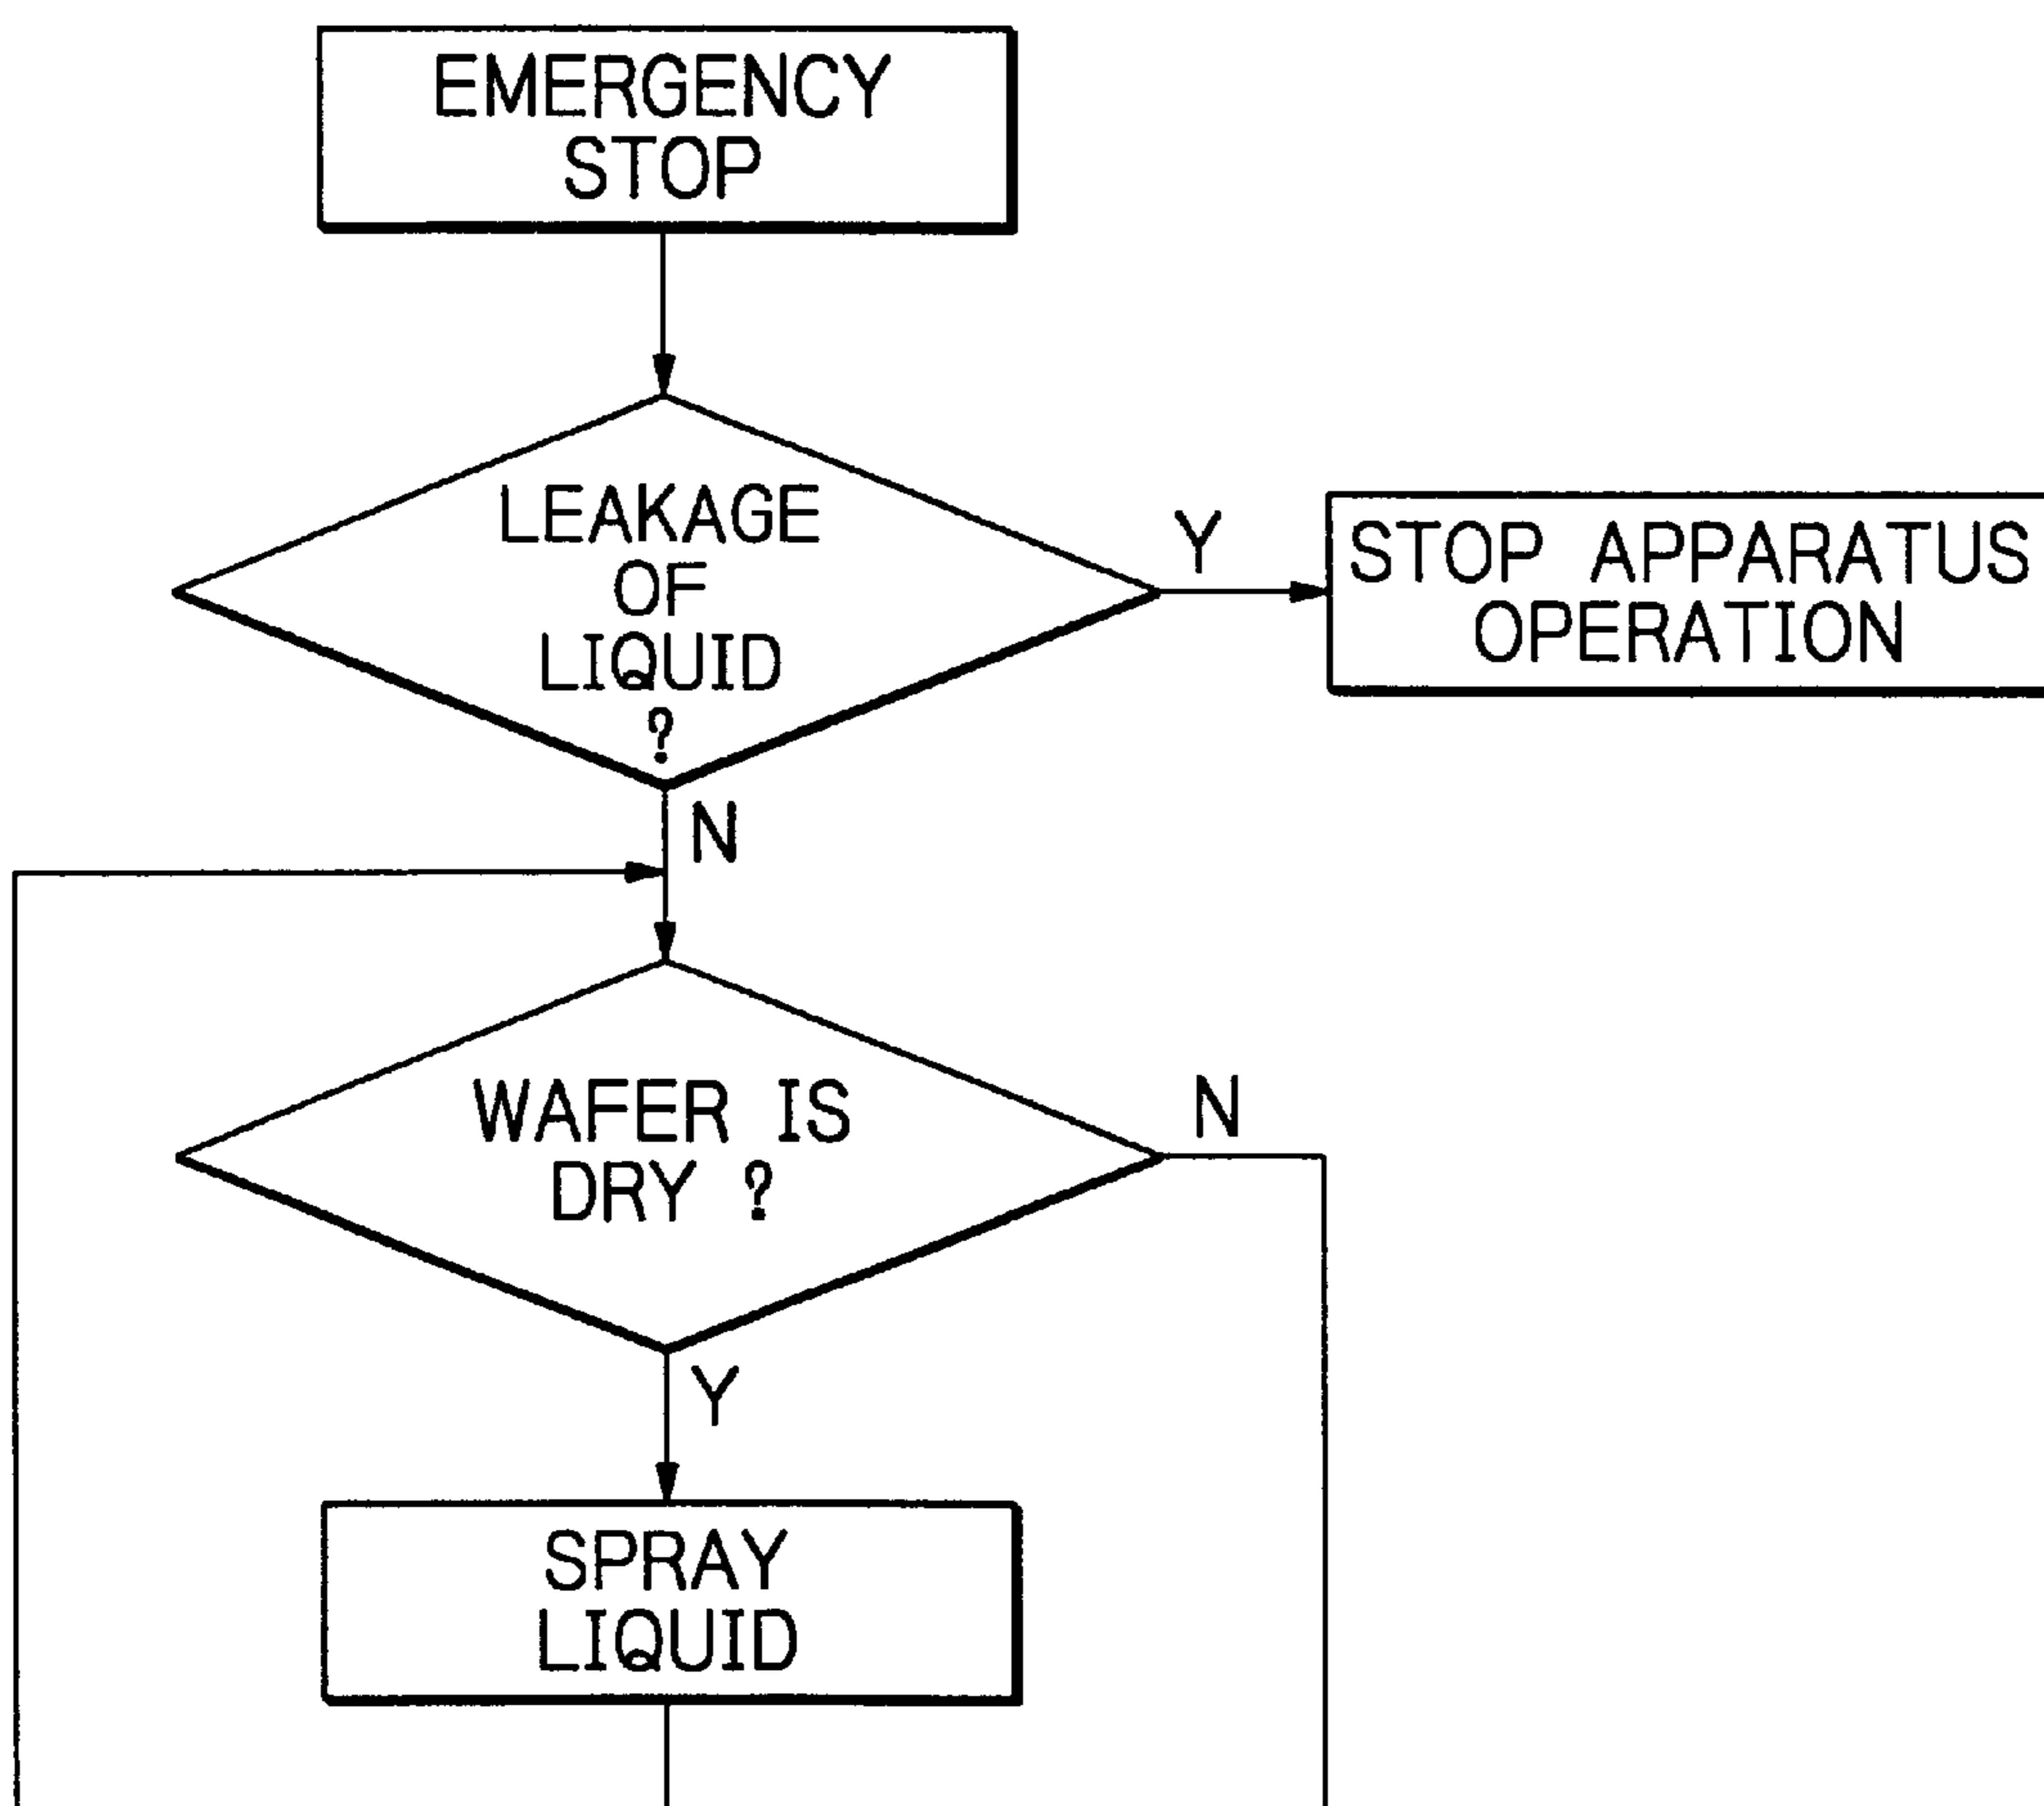 EMERGENCY
STOP
LEAKAGE
OF
LIQUID
?
Y
STOP APPARATUS
OPERATION
N
WAFER IS
DRY ?
N
Y
SPRAY
LIQUID